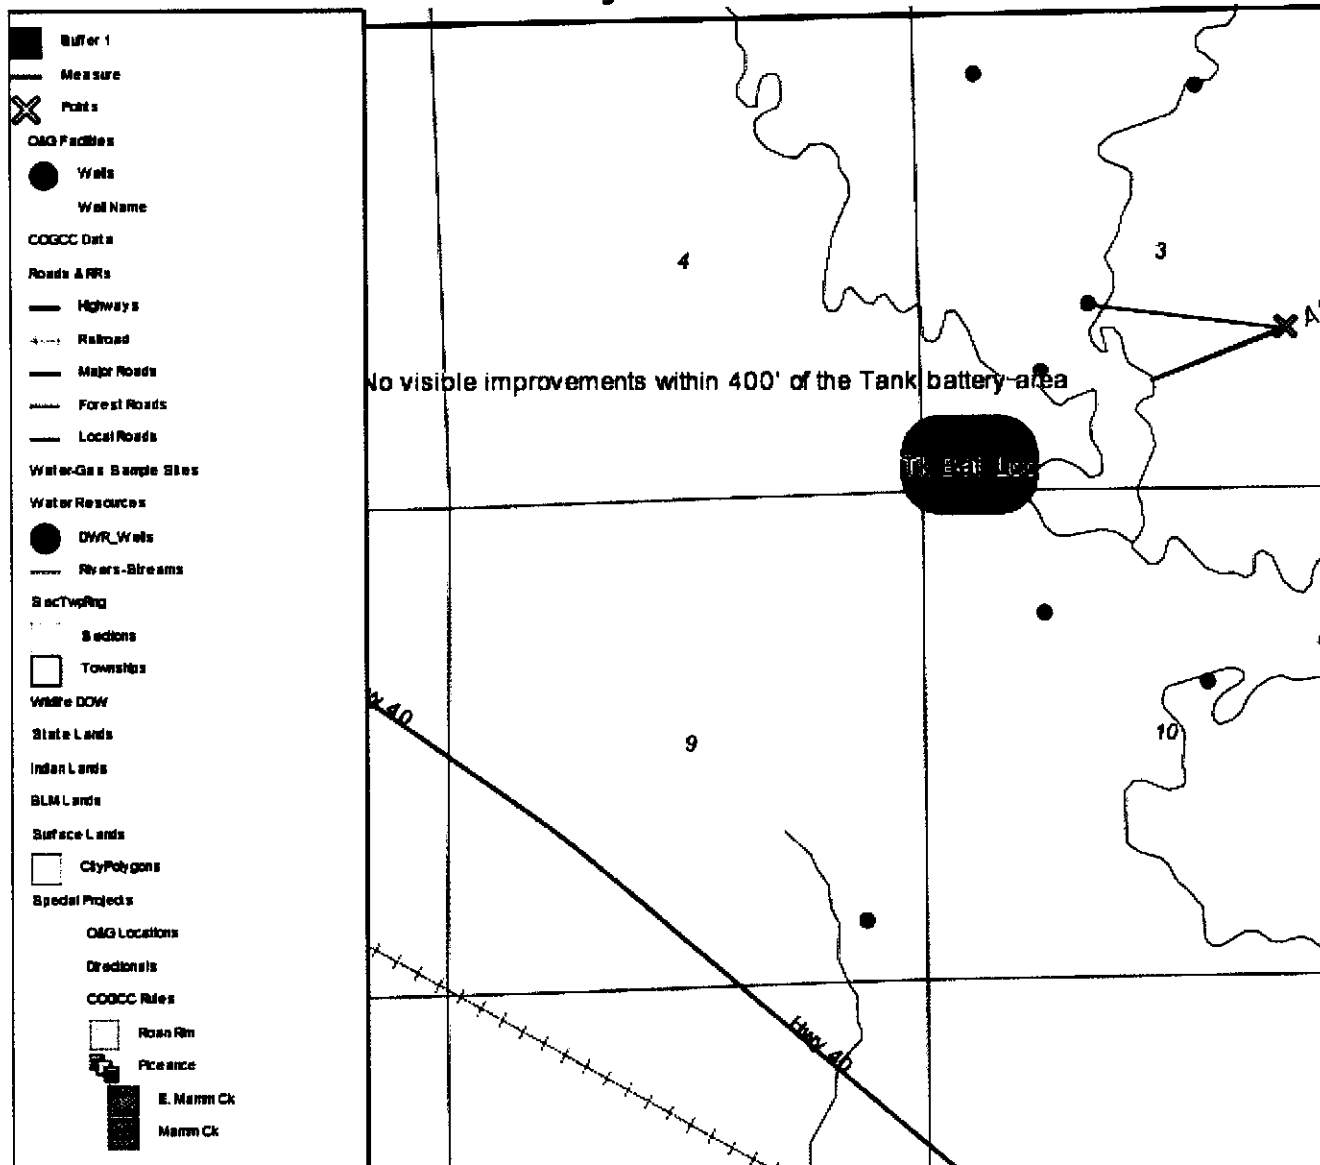 Buffer 1
Measure
Points
O&G Facilities
Wells
Well Name
COGCC Data
Roads & RRs
Highways
Railroad
Major Roads
Forest Roads
Local Roads
Water-Gas Sample Sites
Water Resources
DWR_Wells
Rivers-Streams
SecTwpRng
Sections
Townships
Wildlife DOW
State Lands
Indian Lands
BLM Lands
Surface Lands
CityPolygons
Special Projects
O&G Locations
Directionals
COGCC Rules
Roan Rim
Piceance
E. Mamm Ck
Mamm Ck
4
3
No visible improvements within 400' of the Tank battery area
9
10
40
Hwy 40